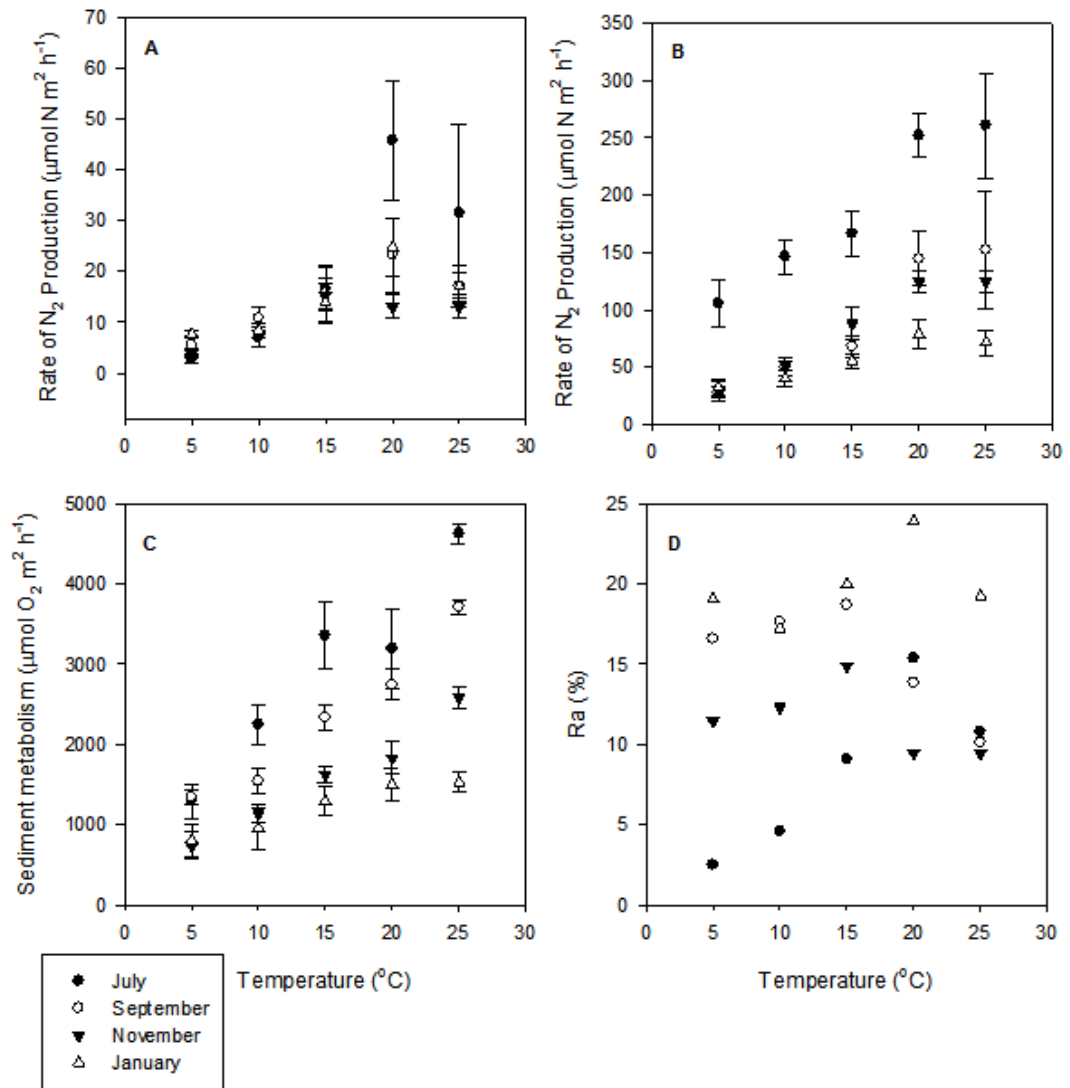 A
Rate of N₂ Production (µmol N m² h⁻¹)
70
60
50
40
30
20
10
0
0 5 10 15 20 25 30
B
Rate of N₂ Production (µmol N m² h⁻¹)
350
300
250
200
150
100
50
0
0 5 10 15 20 25 30
C
Sediment metabolism (µmol O₂ m² h⁻¹)
5000
4000
3000
2000
1000
0
0 5 10 15 20 25 30
Temperature (⁰C)
D
Ra (%)
25
20
15
10
5
0
0 5 10 15 20 25 30
Temperature (⁰C)
July
September
November
January